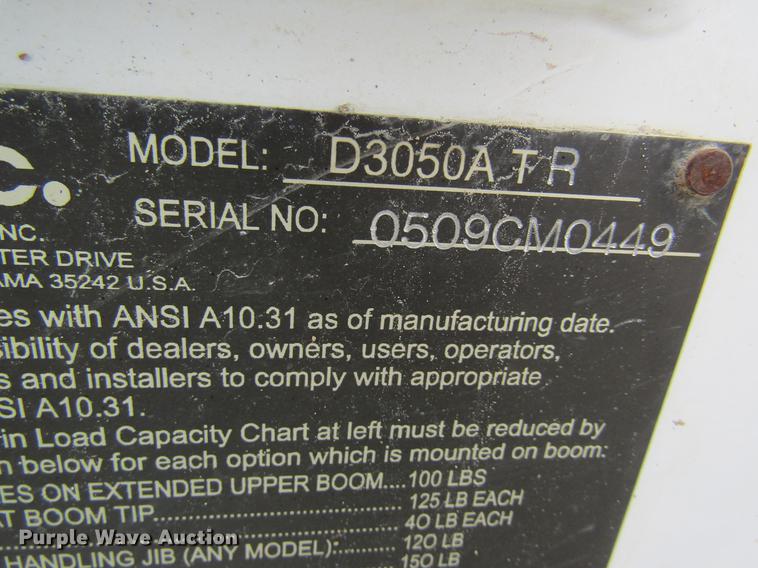 C.
MODEL: D3050A TR
SERIAL NO: 0509CM0449
INC.
TER DRIVE
AMA 35242 U.S.A.
es with ANSI A10.31 as of manufacturing date.
sibility of dealers, owners, users, operators,
s and installers to comply with appropriate
SI A10.31.
in Load Capacity Chart at left must be reduced by
n below for each option which is mounted on boom:
ES ON EXTENDED UPPER BOOM....100 LBS
AT BOOM TIP 125 LB EACH
40 LB EACH
HANDLING JIB (ANY MODEL):......... 120 LB
150 LB
Purple Wave Auction